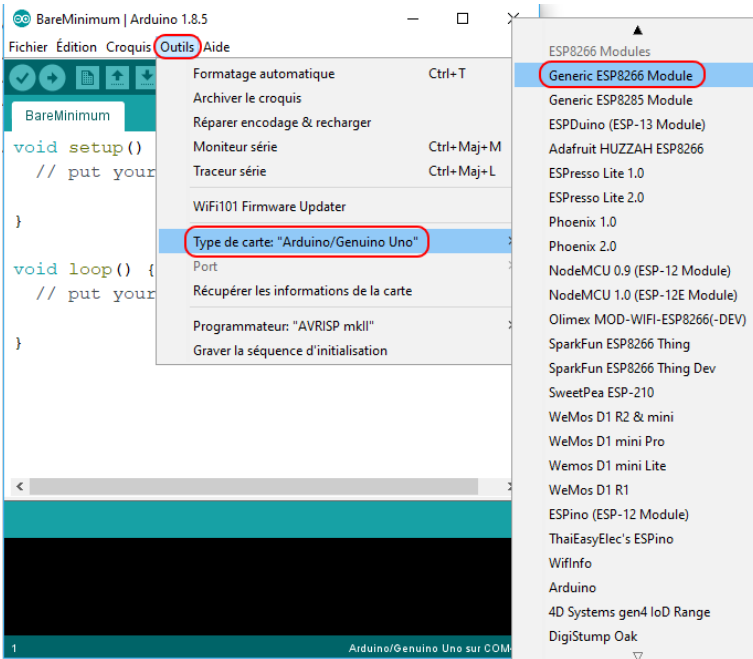 BareMinimum | Arduino 1.8.5
Fichier Édition Croquis Outils Aide
BareMinimum
void setup()
// put your
}
void loop() {
// put your
}
Formatage automatique Ctrl+T
Archiver le croquis
Réparer encodage & recharger
Moniteur série Ctrl+Maj+M
Traceur série Ctrl+Maj+L
WiFi101 Firmware Updater
Type de carte: "Arduino/Genuino Uno"
Port
Récupérer les informations de la carte
Programmateur: "AVRISP mkII"
Graver la séquence d'initialisation
ESP8266 Modules
Generic ESP8266 Module
Generic ESP8285 Module
ESPDuino (ESP-13 Module)
Adafruit HUZZAH ESP8266
ESPresso Lite 1.0
ESPresso Lite 2.0
Phoenix 1.0
Phoenix 2.0
NodeMCU 0.9 (ESP-12 Module)
NodeMCU 1.0 (ESP-12E Module)
Olimex MOD-WIFI-ESP8266(-DEV)
SparkFun ESP8266 Thing
SparkFun ESP8266 Thing Dev
SweetPea ESP-210
WeMos D1 R2 & mini
WeMos D1 mini Pro
Wemos D1 mini Lite
WeMos D1 R1
ESPino (ESP-12 Module)
ThaiEasyElec's ESPino
WifInfo
Arduino
4D Systems gen4 IoD Range
DigiStump Oak
1 Arduino/Genuino Uno sur COM